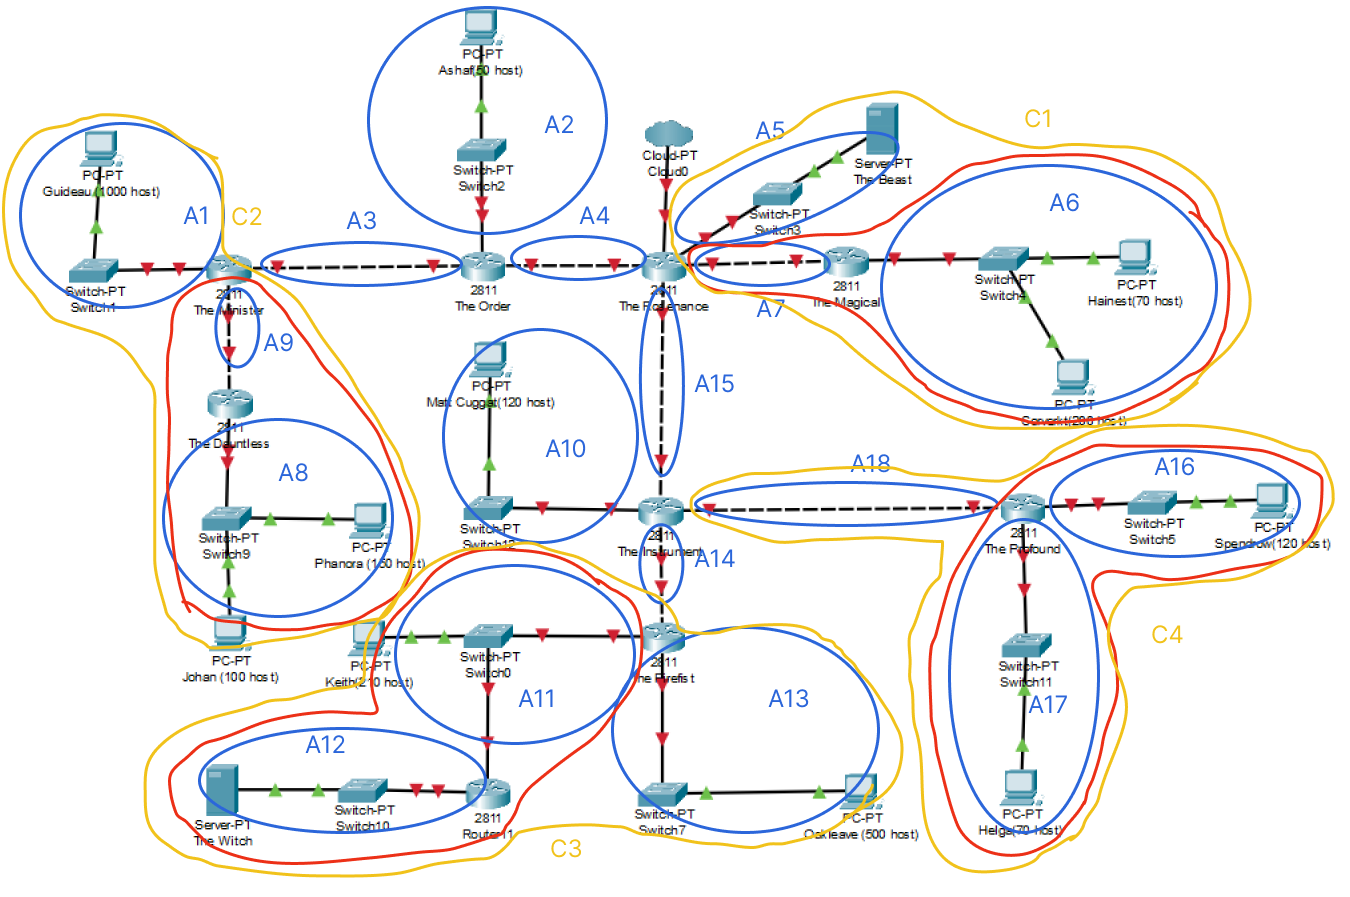 PC-PT
Ashaf(50 host)
A2
Switch-PT
Switch2
Cloud-PT
Cloud0
A5
C1
Server-PT
The Beast
Switch-PT
Switch3
PC-PT
Guideau(1000 host)
A1
C2
A3
A4
A6
Switch-PT
Switch1
2811
The Minister
2811
The Order
2811
The Rosenance
A7
2811
The Magical
Switch-PT
Switch4
PC-PT
Hainest(70 host)
A9
PC-PT
Matt Cuggat(120 host)
A15
PC-PT
2811
The Dauntless
A8
A10
A18
A16
Switch-PT
Switch9
PC-PT
Phanora (150 host)
Switch-PT
Switch12
2811
The Instrument
A14
2811
The Profound
Switch-PT
Switch5
PC-PT
Spendrow(120 host)
PC-PT
Johan (100 host)
PC-PT
Keith(210 host)
Switch-PT
Switch0
2811
The Firefist
A11
A13
Switch-PT
Switch11
A17
C4
A12
Server-PT
The Witch
Switch-PT
Switch10
2811
Router11
Switch-PT
Switch7
PC-PT
Oakleave (500 host)
PC-PT
Helga(70 host)
C3